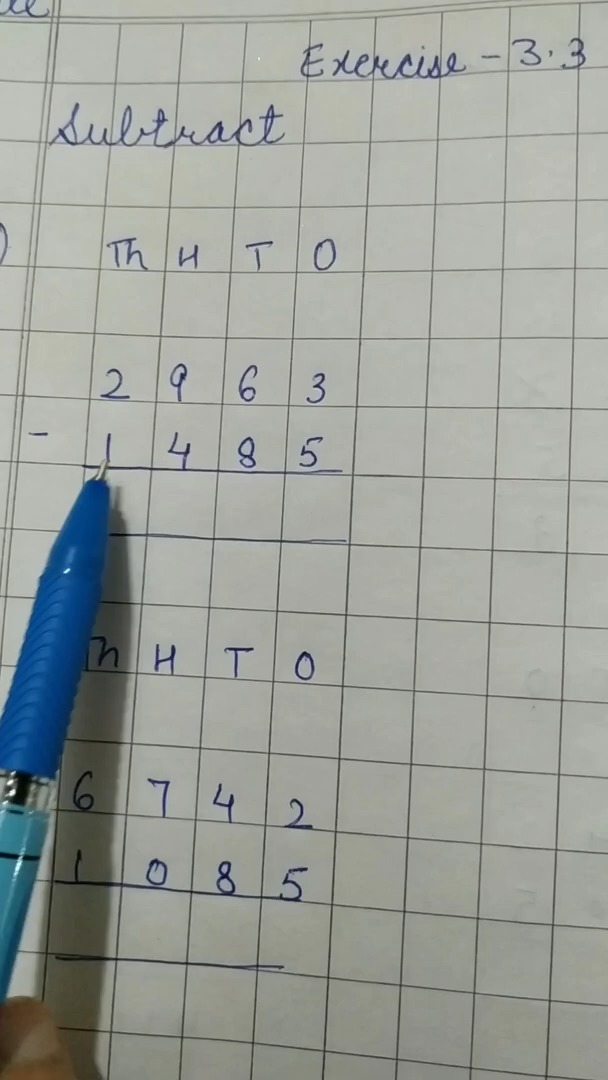 Exercise - 3.3
Subtract
Th H T O
2 9 6 3
- 1 4 8 5
Th H T O
6 7 4 2
1 0 8 5